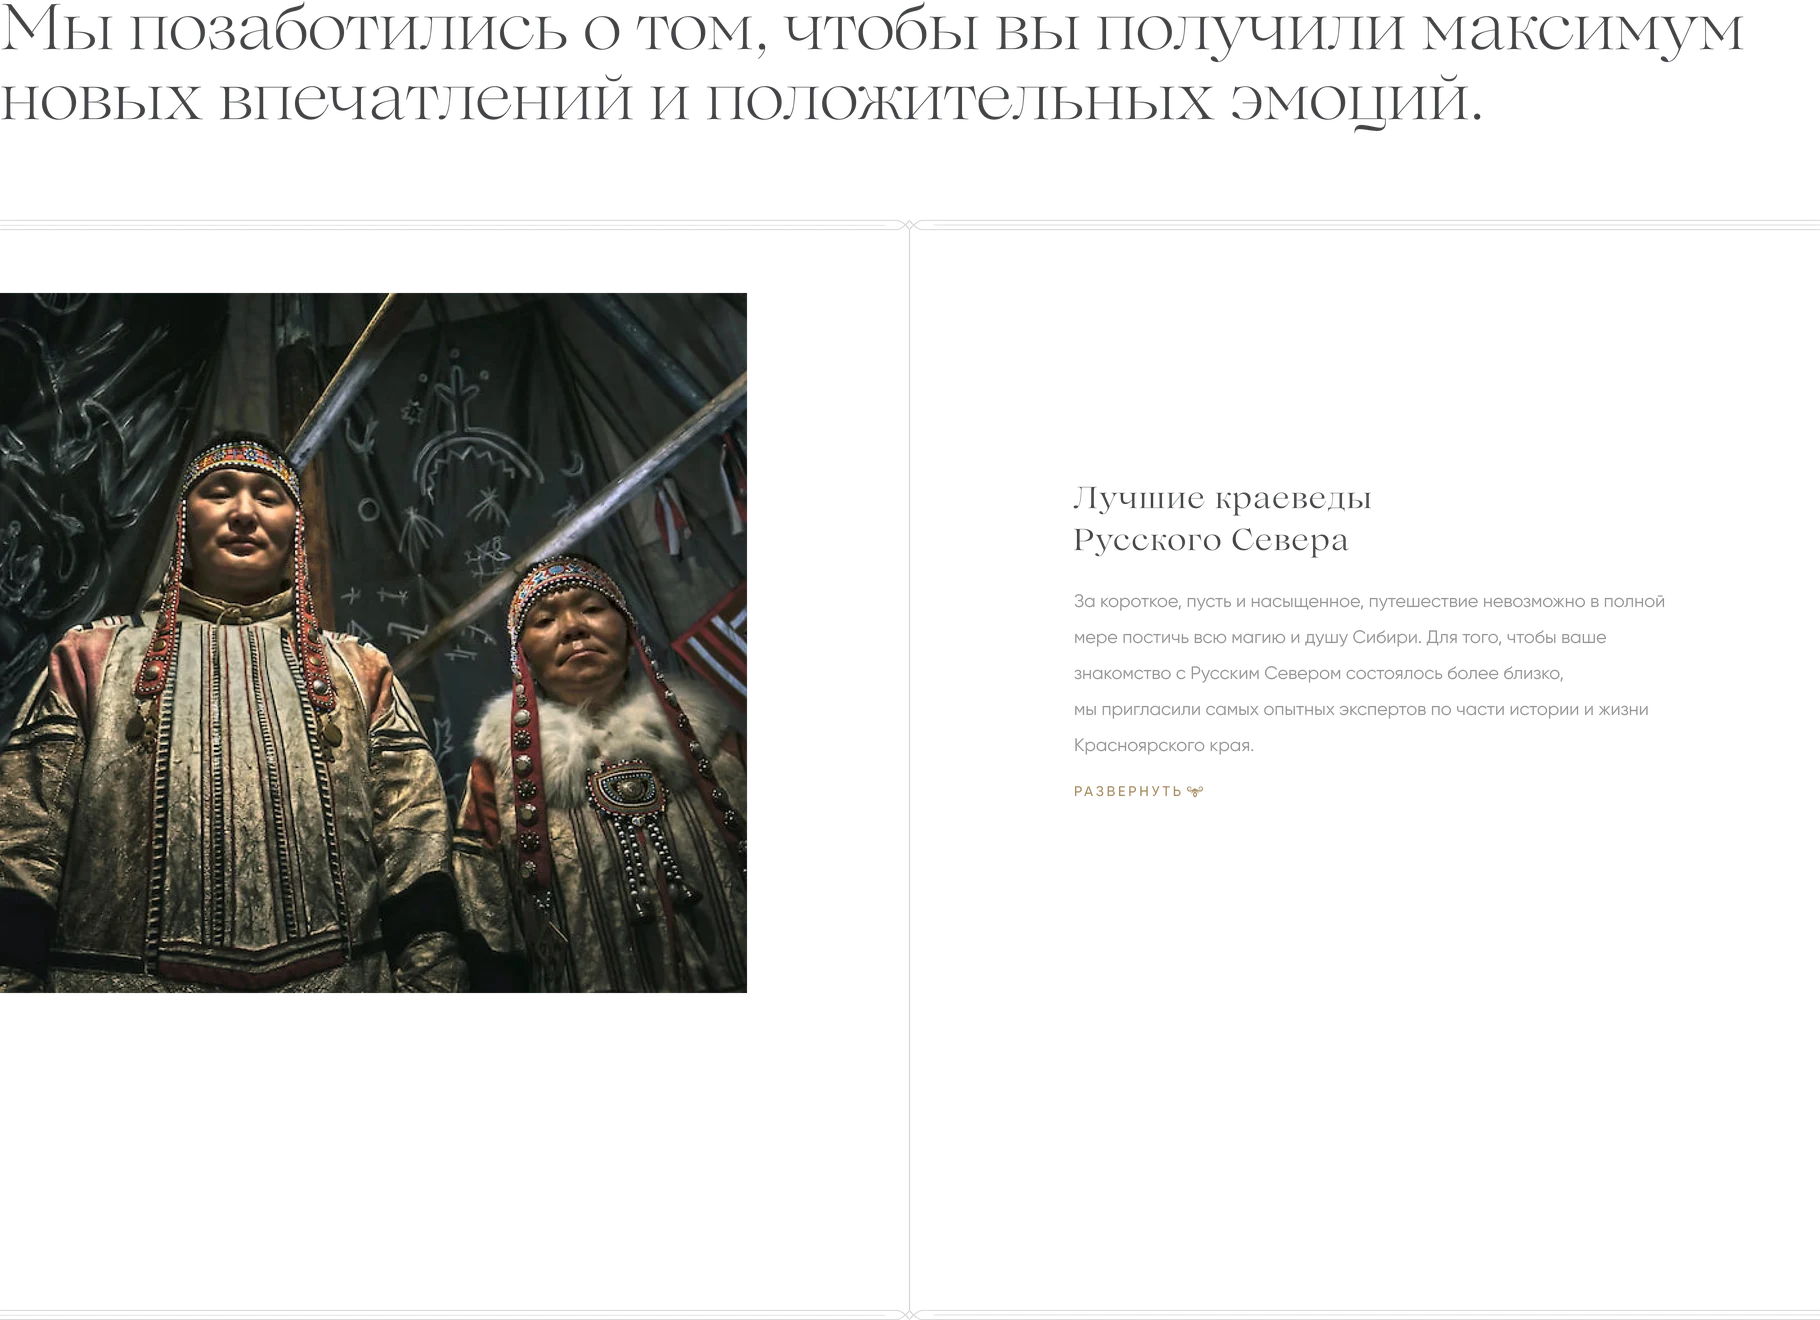 Мы позаботились о том, чтобы вы получили максимум
новых впечатлений и положительных эмоций.
Лучшие краеведы
Русского Севера
За короткое, пусть и насыщенное, путешествие невозможно в полной
мере постичь всю магию и душу Сибири. Для того, чтобы ваше
знакомство с Русским Севером состоялось более близко,
мы пригласили самых опытных экспертов по части истории и жизни
Красноярского края.
РАЗВЕРНУТЬ